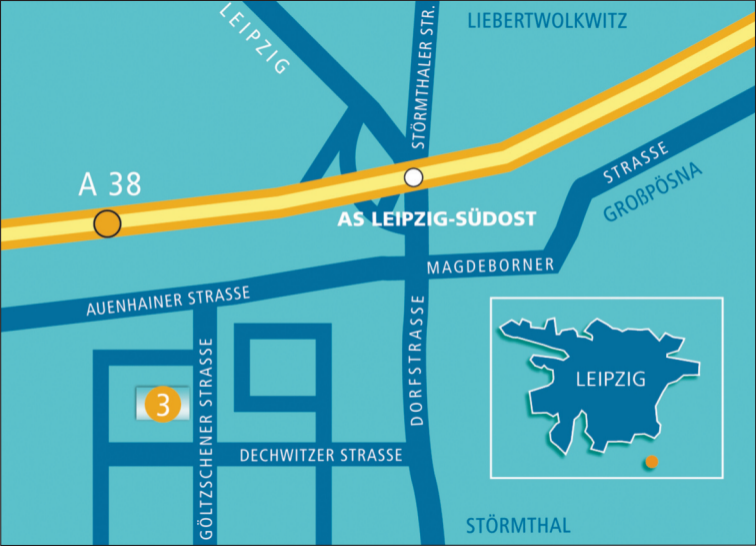 LEIPZIG
STÖRMTHALER STR.
LIEBERTWOLKWITZ
A 38
STRASSE
GROßPÖSNA
AS LEIPZIG-SÜDOST
MAGDEBORNER
AUENHAINER STRASSE
LEIPZIG
DORFSTRASSE
GÖLTZSCHENER STRASSE
3
DECHWITZER STRASSE
STÖRMTHAL